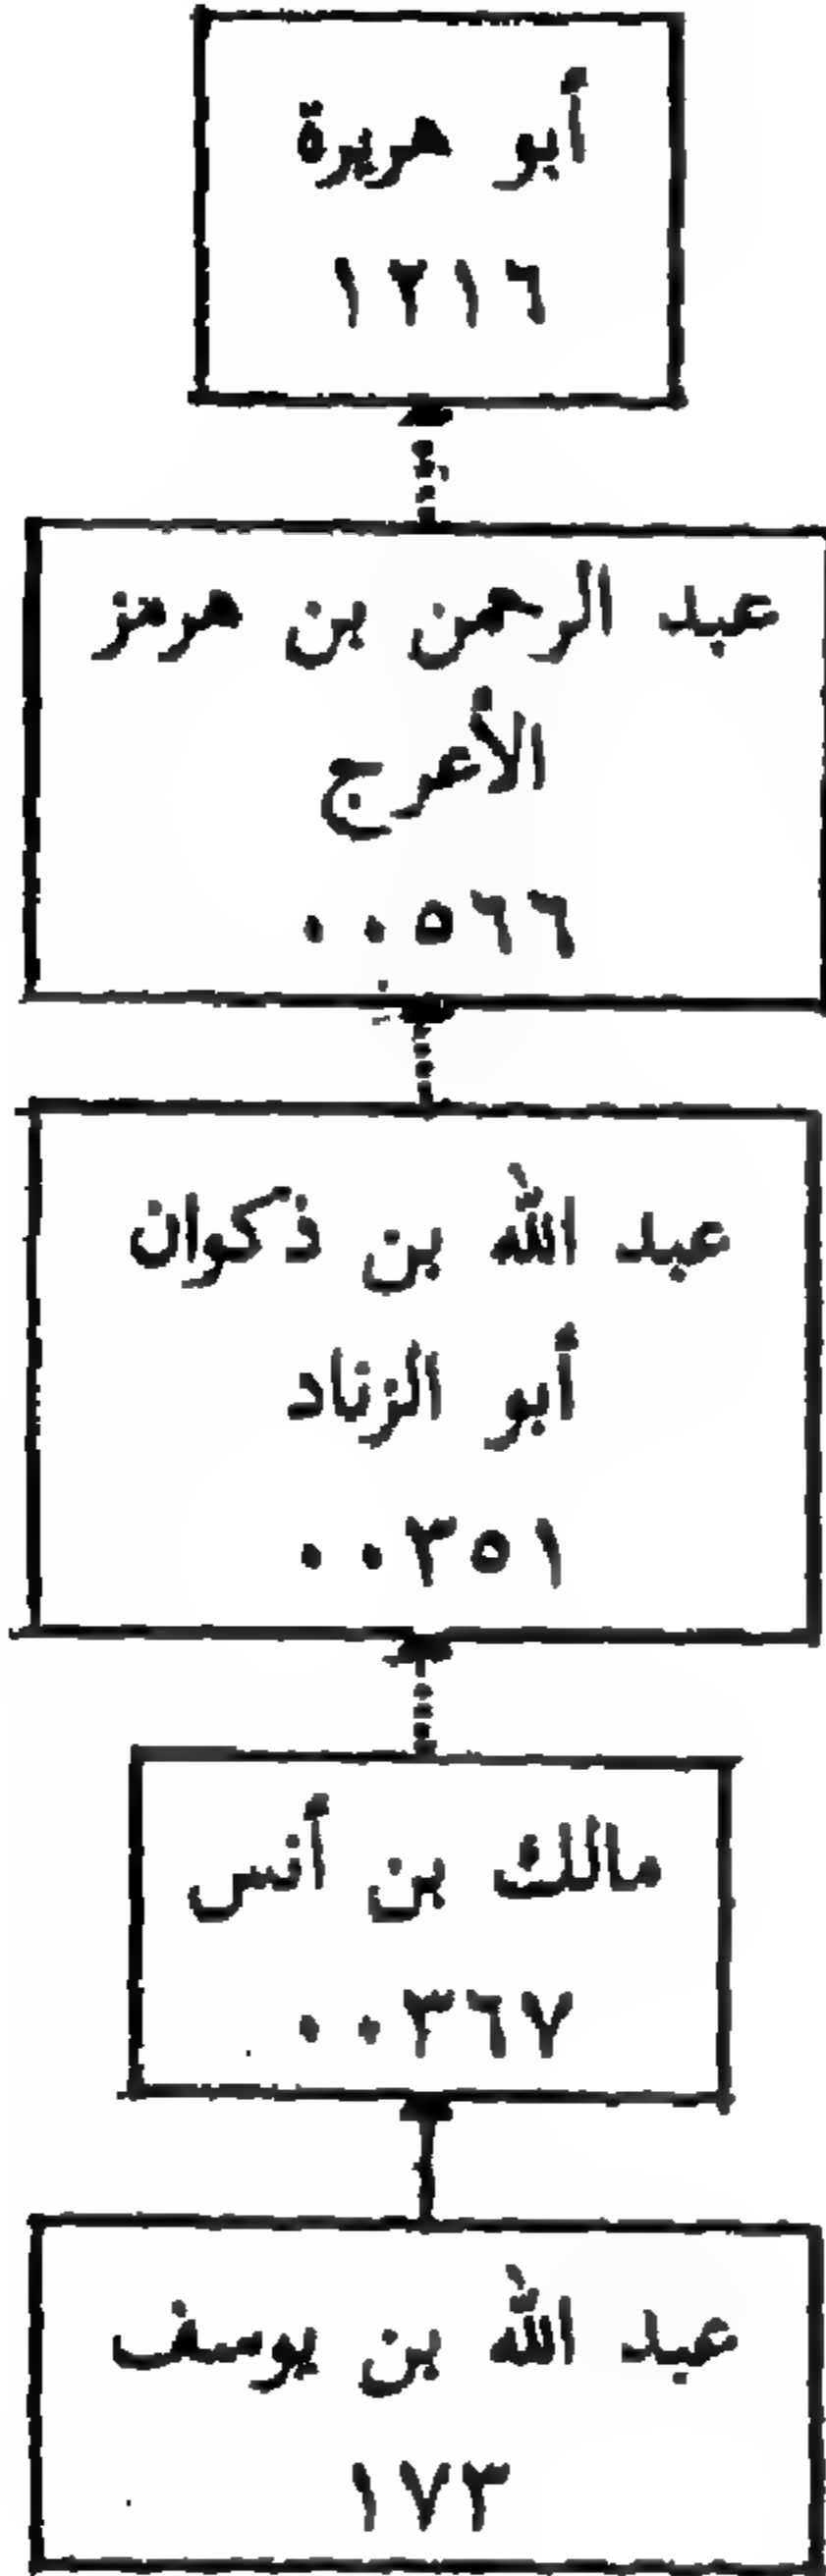 أبو هريرة
١٢١٦
عبد الرحمن بن هرمز
الأعرج
٠٠٥٦٦
عبد الله بن ذكوان
أبو الزناد
٠٠٣٥١
مالك بن أنس
٠٠٣٦٧
عبد الله بن يوسف
١٧٣